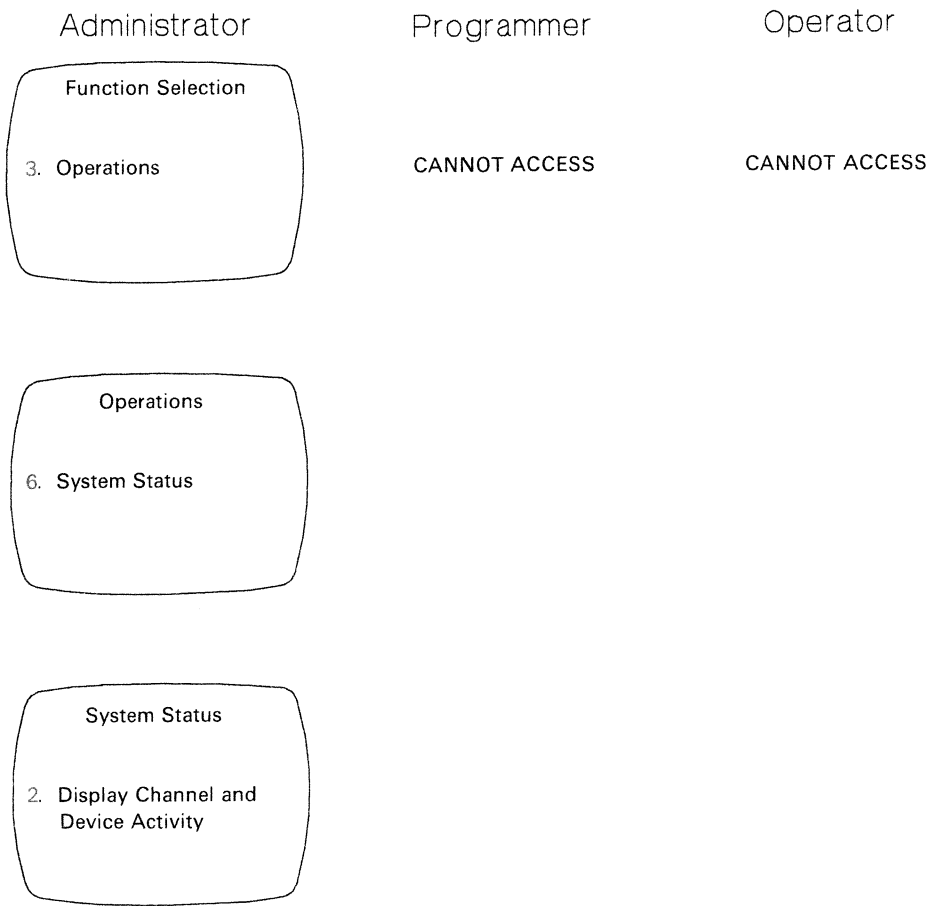 Administrator Programmer Operator
Function Selection
3. Operations CANNOT ACCESS CANNOT ACCESS
Operations
6. System Status
System Status
2. Display Channel and
Device Activity